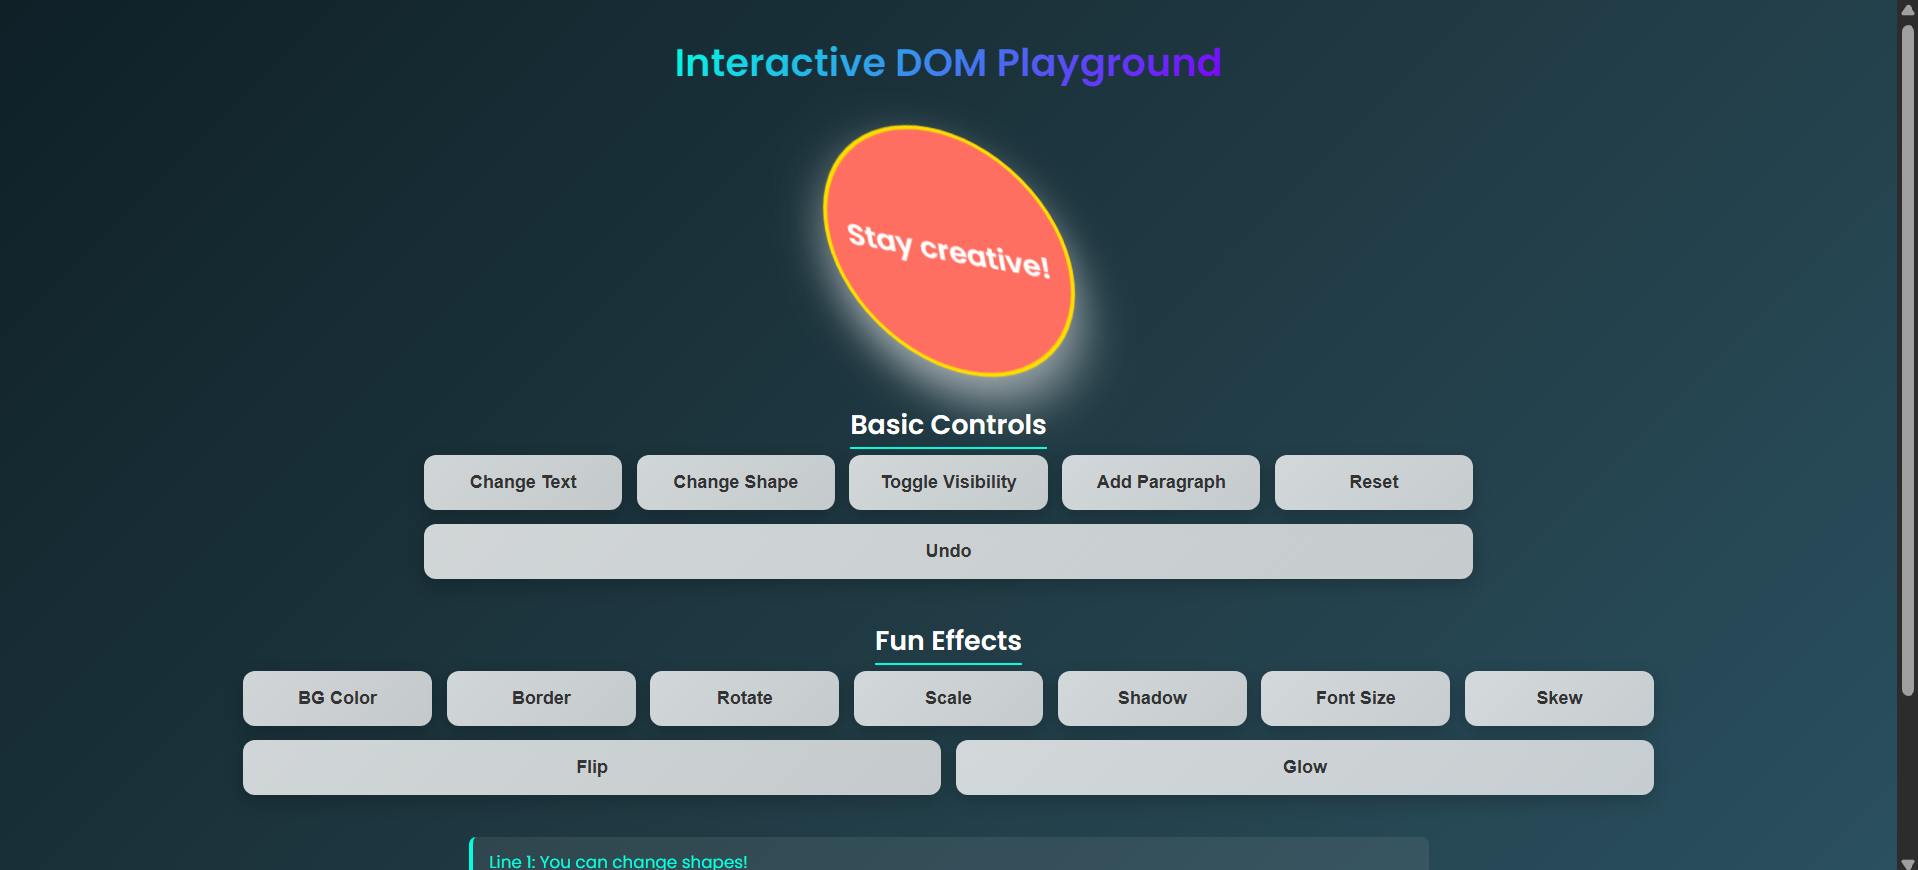 Interactive DOM Playground
Stay creative!
Basic Controls
Change Text
Change Shape
Toggle Visibility
Add Paragraph
Reset
Undo
Fun Effects
BG Color
Border
Rotate
Scale
Shadow
Font Size
Skew
Flip
Glow
Line 1: You can change shapes!